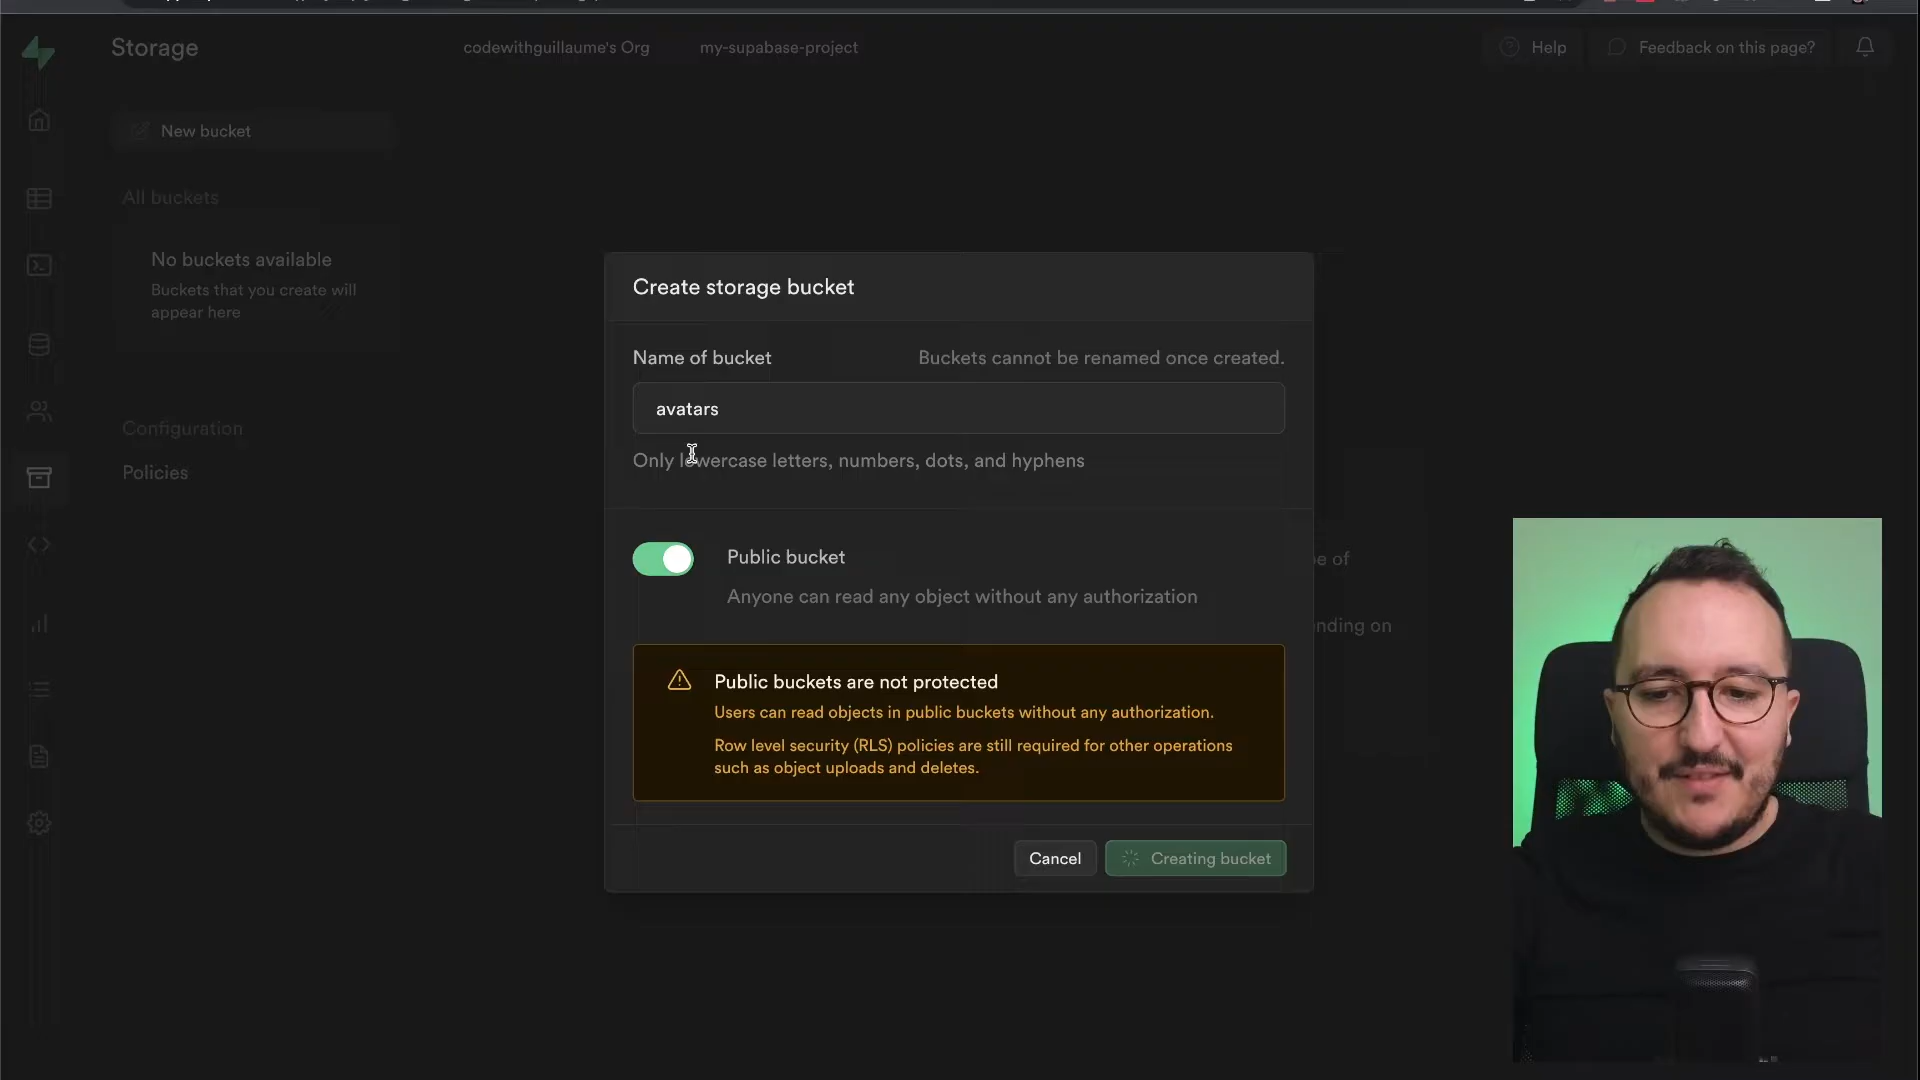 Storage
codewithguillaume's Org
my-supabase-project
Help
Feedback on this page?
New bucket
All buckets
No buckets available
Buckets that you create will
appear here
Configuration
Policies
Create storage bucket
Name of bucket
Buckets cannot be renamed once created.
avatars
Only lowercase letters, numbers, dots, and hyphens
Public bucket
Anyone can read any object without any authorization
Public buckets are not protected
Users can read objects in public buckets without any authorization.
Row level security (RLS) policies are still required for other operations
such as object uploads and deletes.
Cancel
Creating bucket
of
nding on